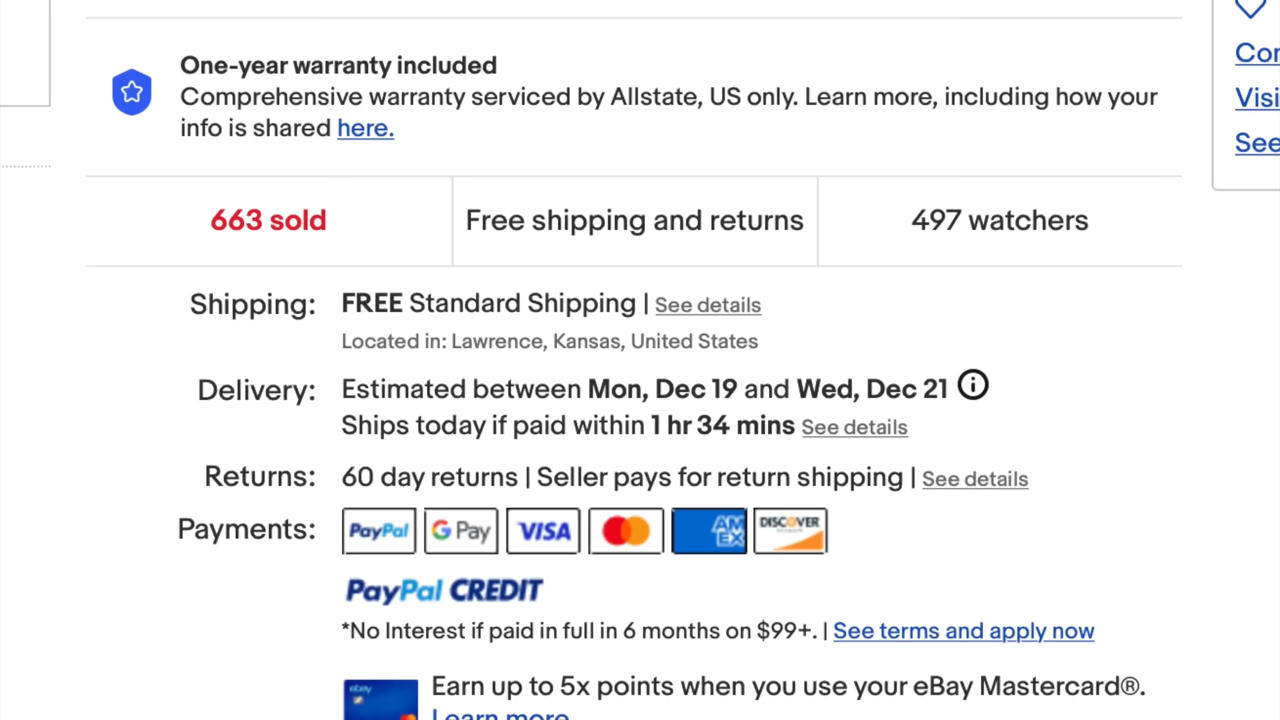 One-year warranty included
Comprehensive warranty serviced by Allstate, US only. Learn more, including how your
info is shared here.
663 sold
Free shipping and returns
497 watchers
Shipping: FREE Standard Shipping | See details
Located in: Lawrence, Kansas, United States
Delivery: Estimated between Mon, Dec 19 and Wed, Dec 21
Ships today if paid within 1 hr 34 mins See details
Returns: 60 day returns | Seller pays for return shipping | See details
Payments: PayPal G Pay VISA AMEX DISCOVER
PayPal CREDIT
*No Interest if paid in full in 6 months on $99+. | See terms and apply now
ebay
Earn up to 5x points when you use your eBay Mastercard®.
Learn more
See